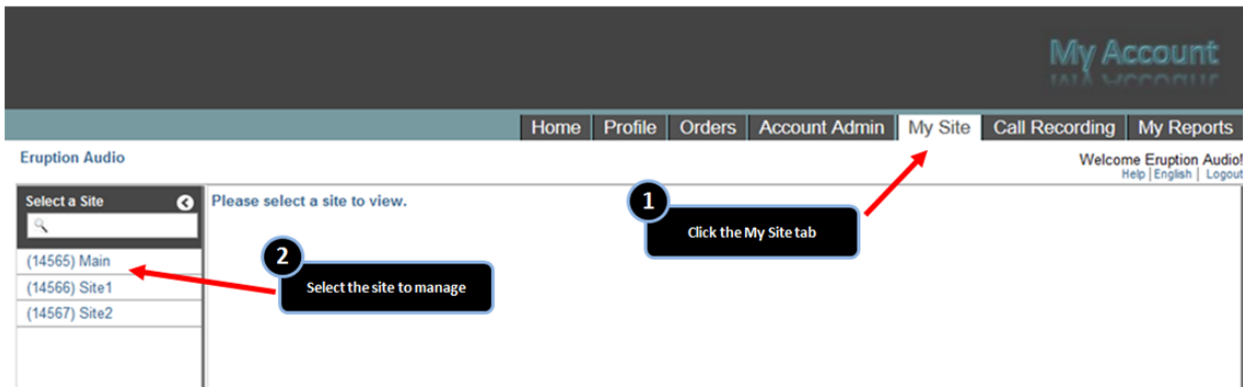 My Account
Home Profile Orders Account Admin My Site Call Recording My Reports
Eruption Audio
Welcome Eruption Audio!
Help | English | Logout
Select a Site
Please select a site to view.
1
Click the My Site tab
(14565) Main
2
(14566) Site1
Select the site to manage
(14567) Site2